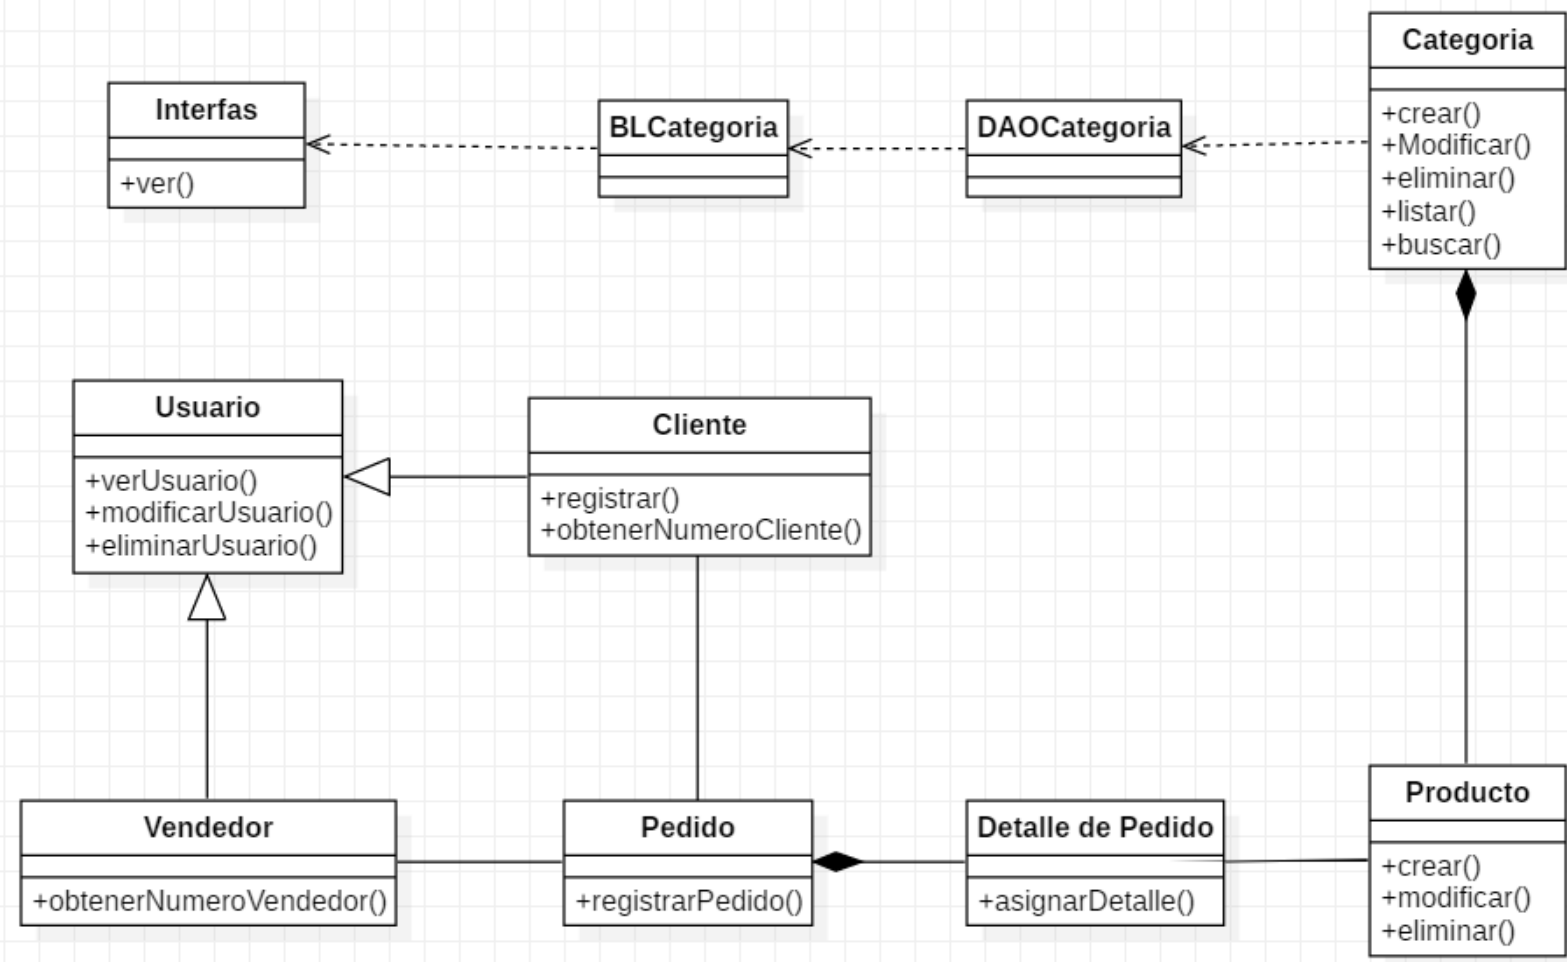 Interfas
+ver()
BLCategoria
DAOCategoria
Categoria
+crear()
+Modificar()
+eliminar()
+listar()
+buscar()
Usuario
+verUsuario()
+modificarUsuario()
+eliminarUsuario()
Cliente
+registrar()
+obtenerNumeroCliente()
Vendedor
+obtenerNumeroVendedor()
Pedido
+registrarPedido()
Detalle de Pedido
+asignarDetalle()
Producto
+crear()
+modificar()
+eliminar()